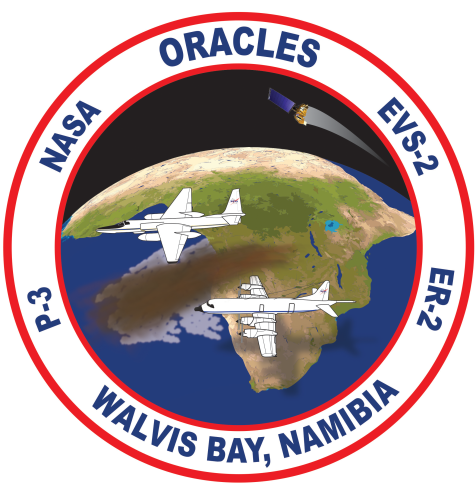 ORACLES
NASA
EVS-2
P-3
ER-2
WALVIS BAY, NAMIBIA